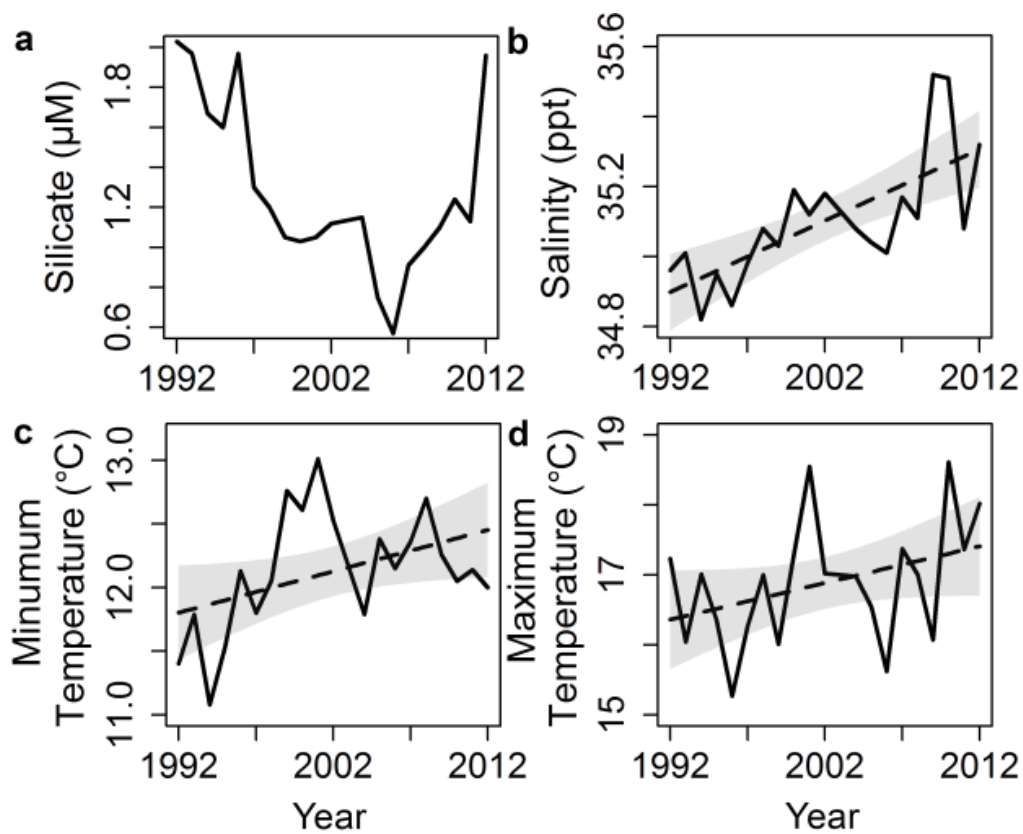 a
Silicate (µM)
1.8
1.2
0.6
1992
2002
2012
b
Salinity (ppt)
35.6
35.2
34.8
1992
2002
2012
c
Minumum
Temperature (°C)
13.0
12.0
11.0
1992
2002
2012
Year
d
Maximum
Temperature (°C)
19
17
15
1992
2002
2012
Year